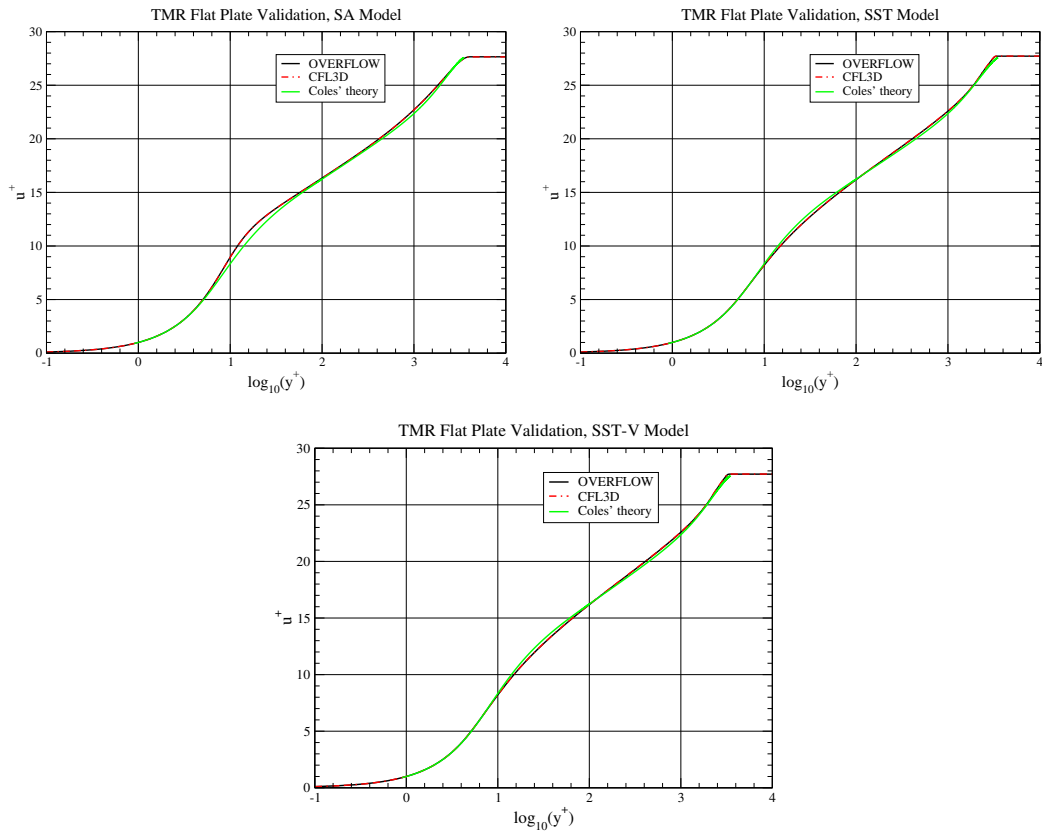 TMR Flat Plate Validation, SA Model
30
25
20
15
10
5
0
u+
OVERFLOW
CFL3D
Coles' theory
-1 0 1 2 3 4
log10(y+)
TMR Flat Plate Validation, SST Model
30
25
20
15
10
5
0
u+
OVERFLOW
CFL3D
Coles' theory
-1 0 1 2 3 4
log10(y+)
TMR Flat Plate Validation, SST-V Model
30
25
20
15
10
5
0
u+
OVERFLOW
CFL3D
Coles' theory
-1 0 1 2 3 4
log10(y+)